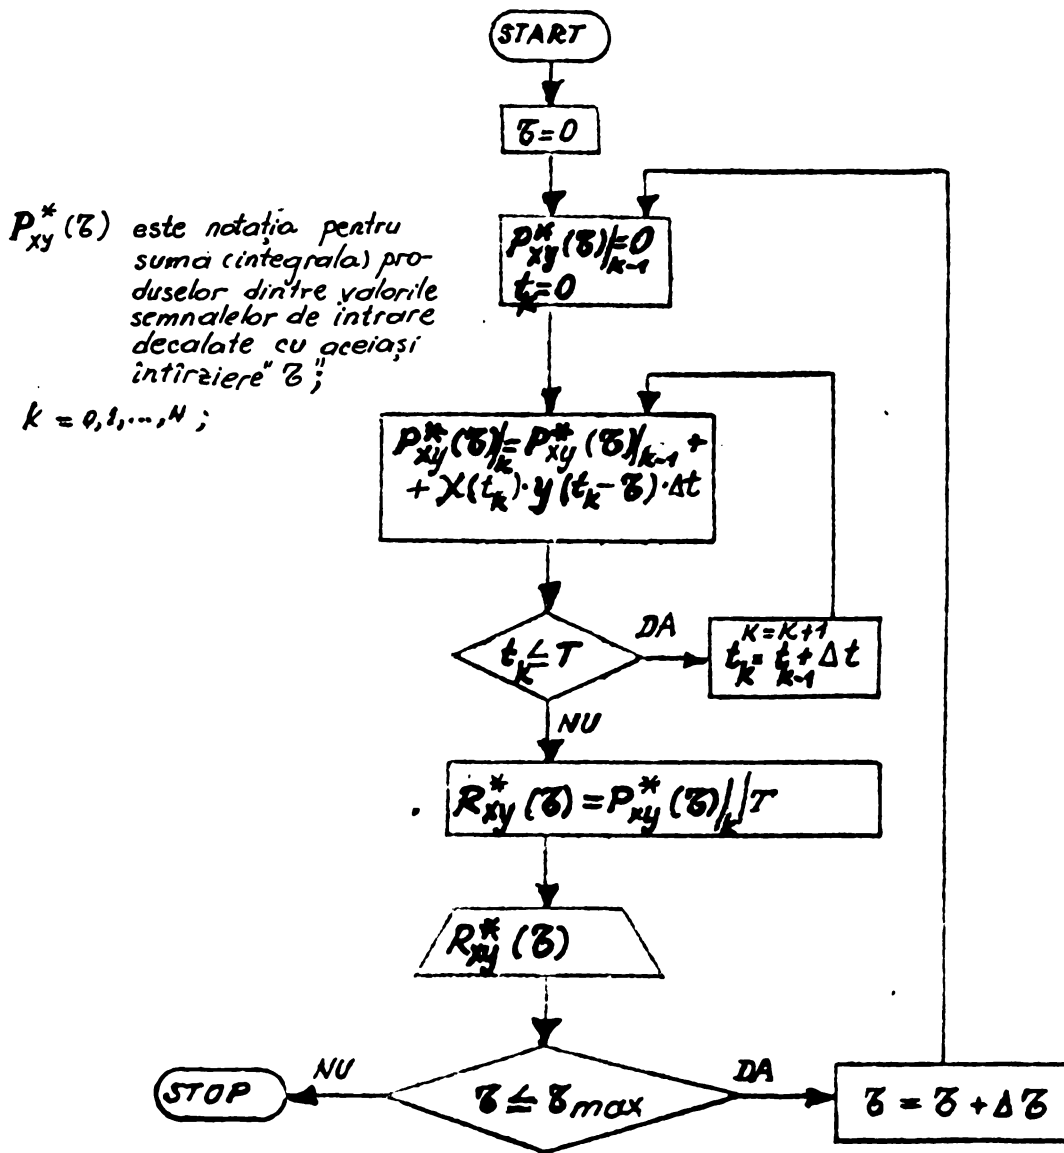 START
τ=0
P*xy(τ) este notația pentru
suma (integrala) pro-
duselor dintre valorile
semnalelor de intrare
decalate cu aceiași
întîrziere "τ";
k = 0,1,...,N;
P*xy(τ)|k-1=0
tk=0
P*xy(τ)|k=P*xy(τ)|k-1 +
+ x(tk)·y(tk-τ)·Δt
tk≤T
DA
K=K+1
tk=tk-1+Δt
NU
R*xy(τ)=P*xy(τ)|k/T
R*xy(τ)
τ≤τmax
NU
STOP
DA
τ=τ+Δτ